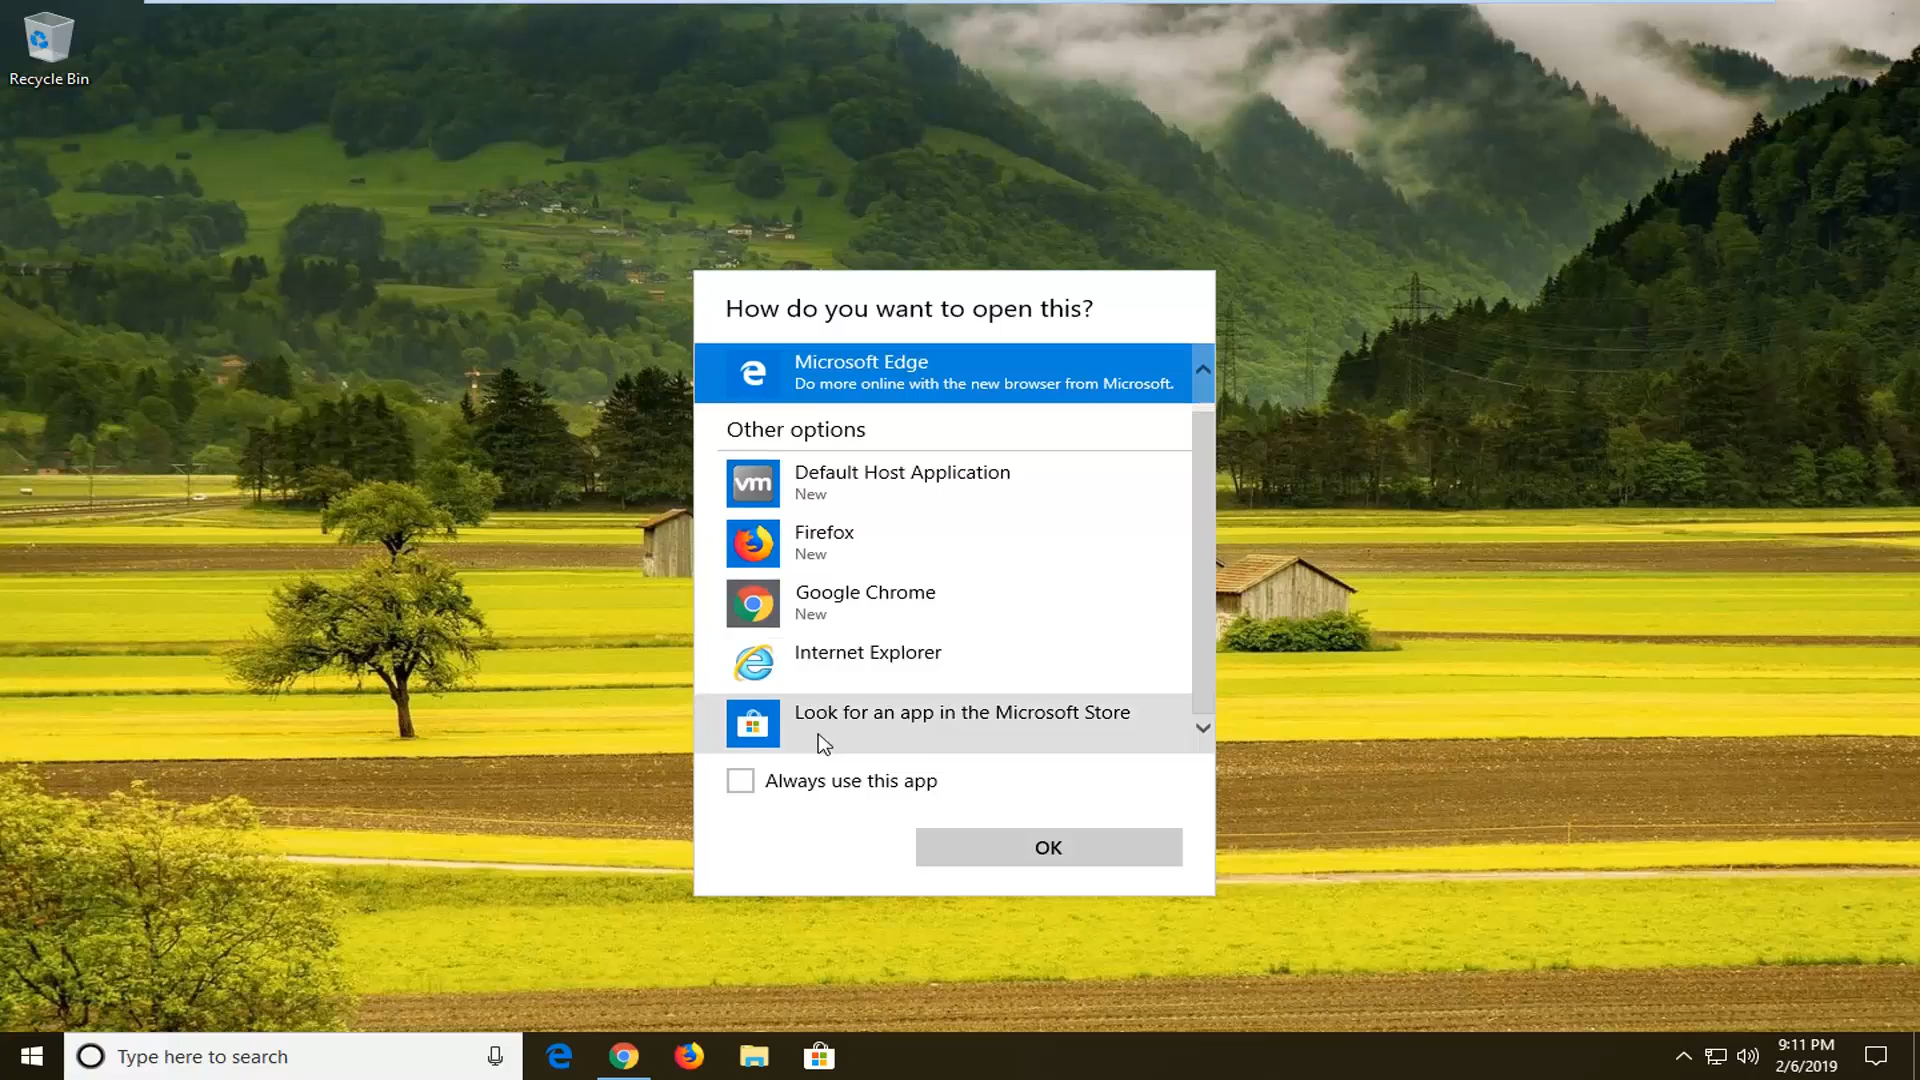 Recycle Bin
How do you want to open this?
Microsoft Edge
Do more online with the new browser from Microsoft.
Other options
vm
Default Host Application
New
Firefox
New
Google Chrome
New
Internet Explorer
Look for an app in the Microsoft Store
Always use this app
OK
Type here to search
9:11 PM
2/6/2019